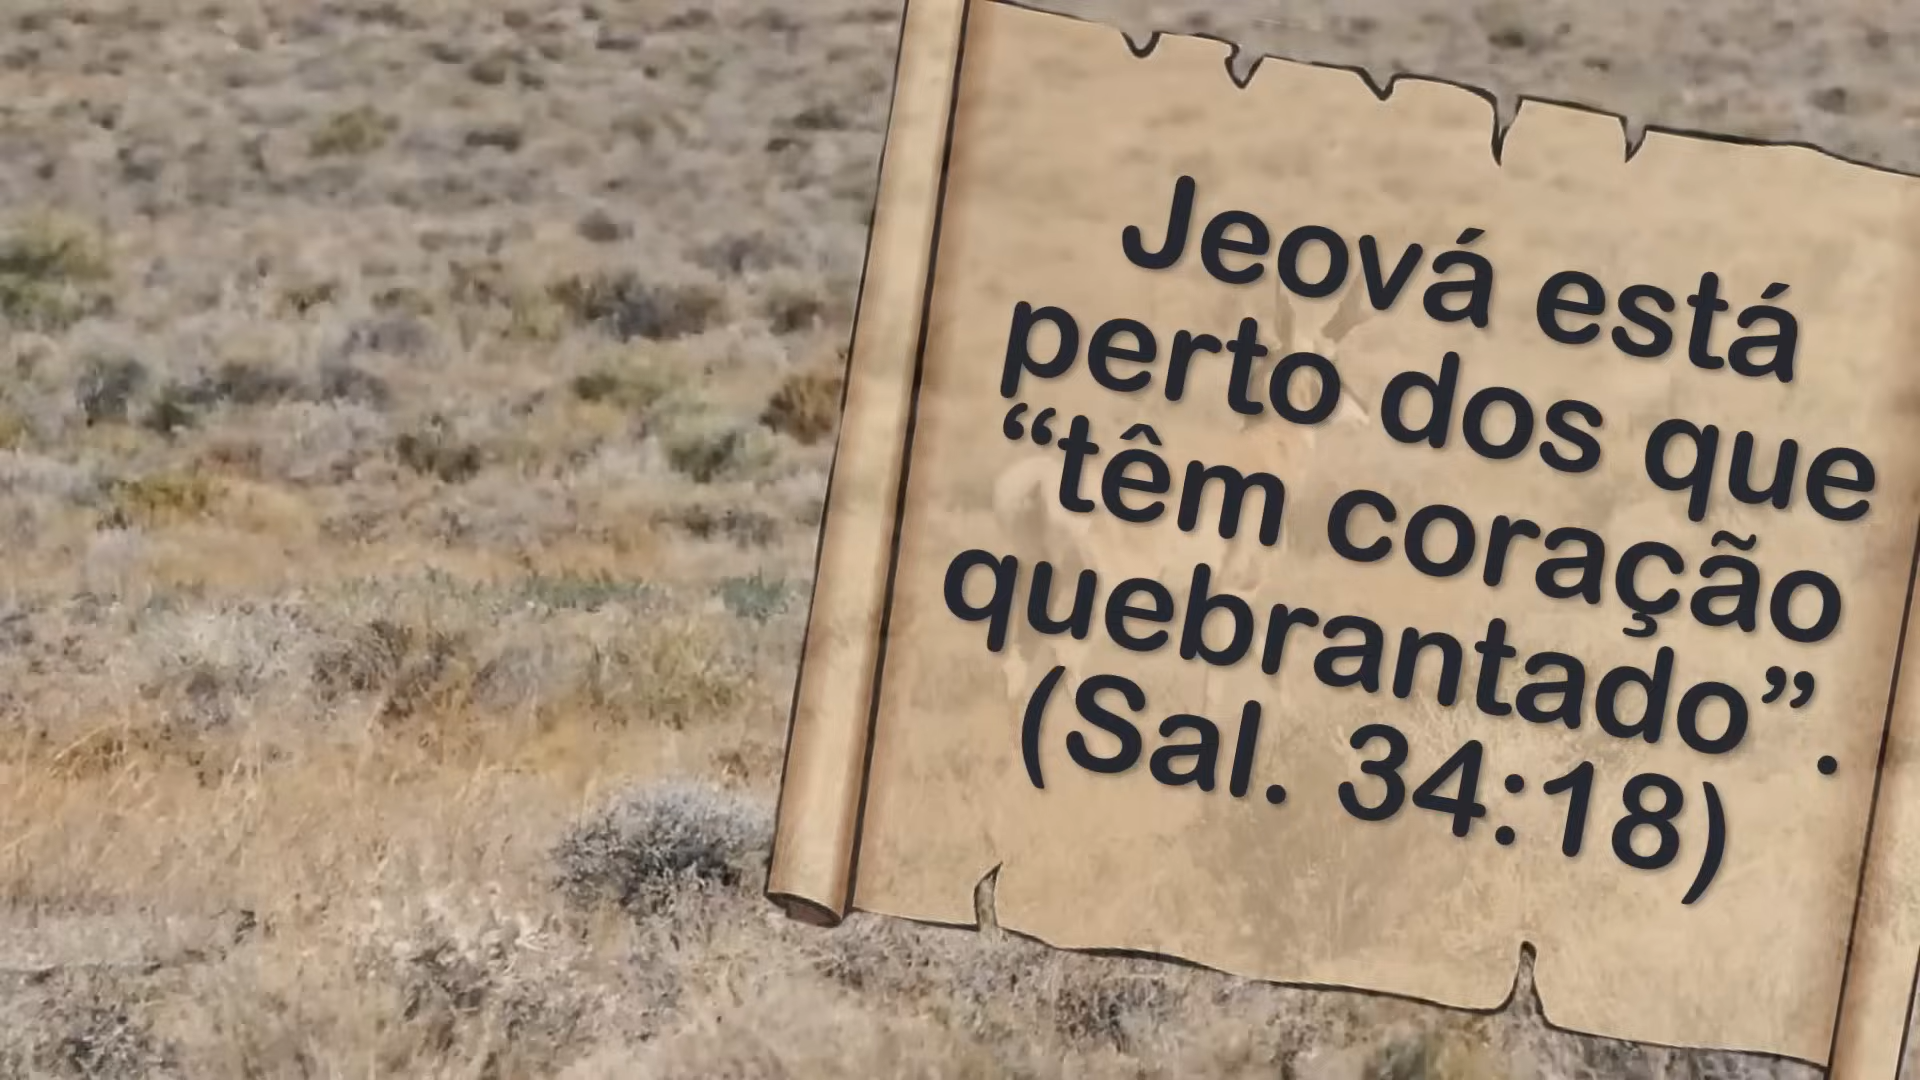 Jeová está
perto dos que
“têm coração
quebrantado”.
(Sal. 34:18)